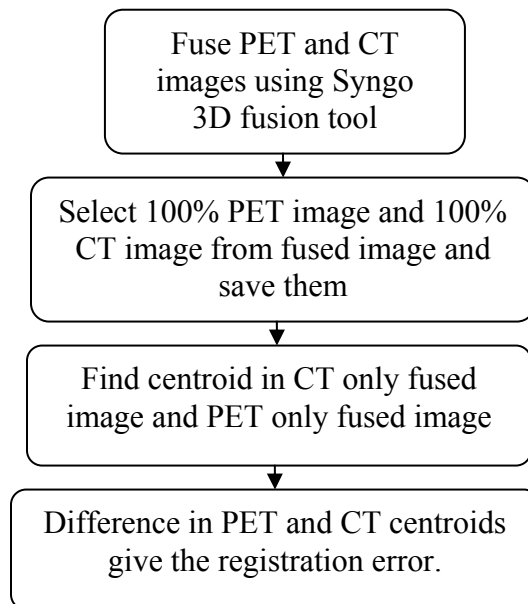 Fuse PET and CT
images using Syngo
3D fusion tool
Select 100% PET image and 100%
CT image from fused image and
save them
Find centroid in CT only fused
image and PET only fused image
Difference in PET and CT centroids
give the registration error.